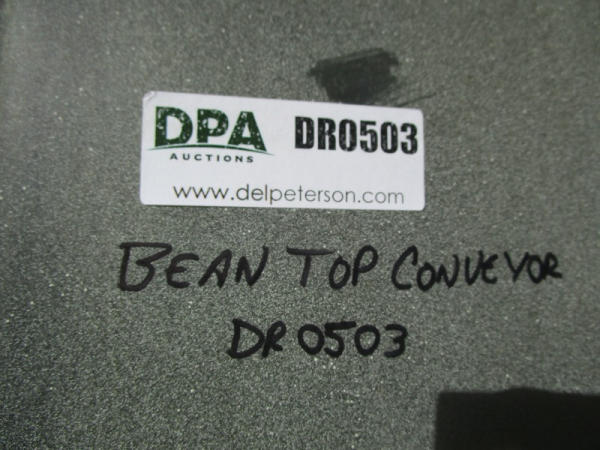 DPA
AUCTIONS
DR0503
www.delpeterson.com
BEAN TOP CONVEYOR
DR0503